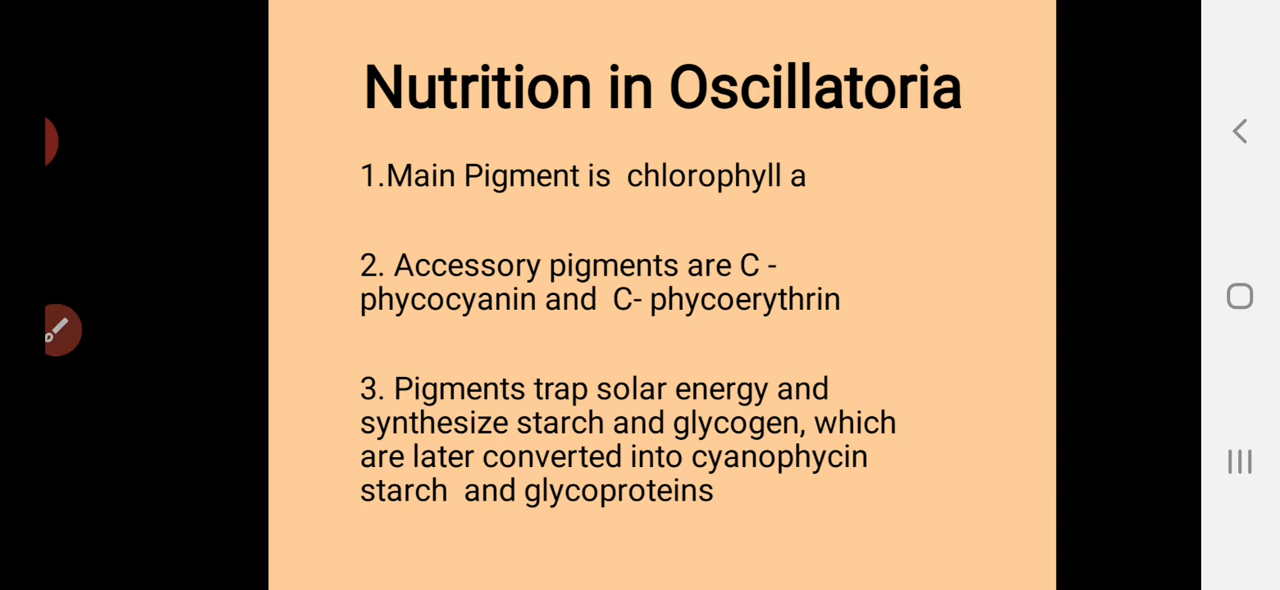 Nutrition in Oscillatoria
1.Main Pigment is  chlorophyll a
2. Accessory pigments are C -
phycocyanin and  C- phycoerythrin
3. Pigments trap solar energy and
synthesize starch and glycogen, which
are later converted into cyanophycin
starch  and glycoproteins